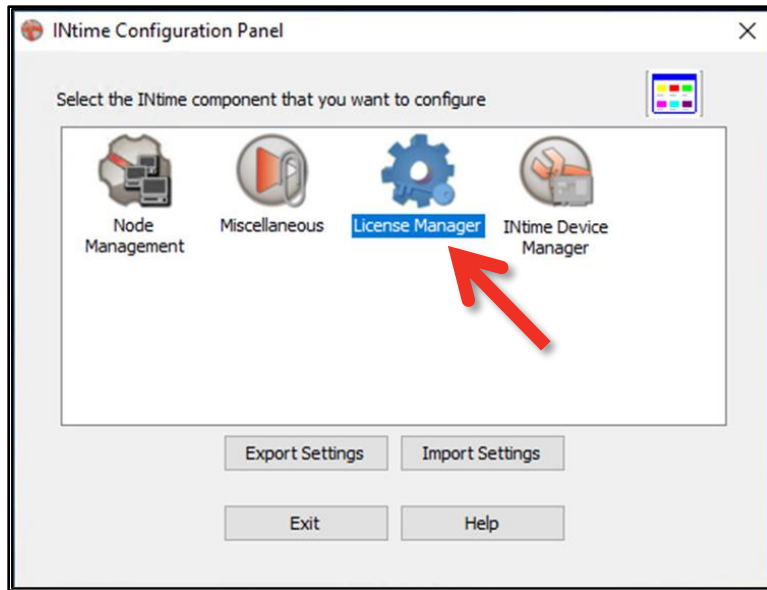 INtime Configuration Panel
Select the INtime component that you want to configure
Node
Management
Miscellaneous
License Manager
INtime Device
Manager
Export Settings
Import Settings
Exit
Help